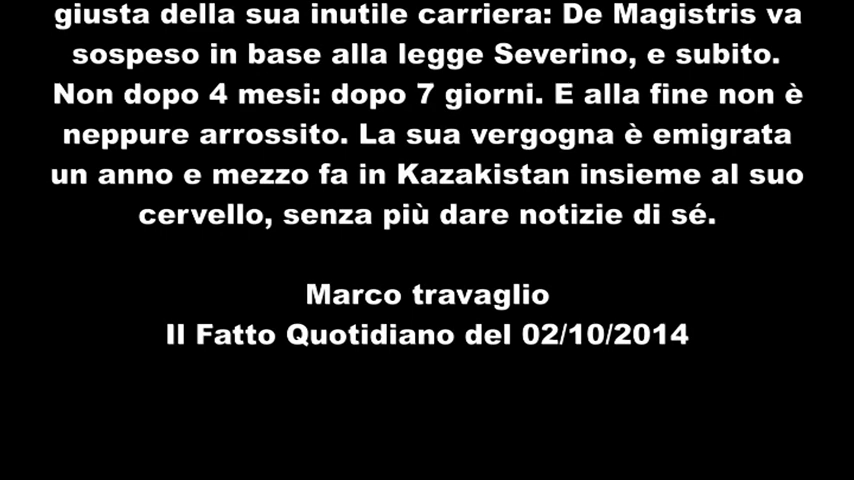 giusta della sua inutile carriera: De Magistris va
sospeso in base alla legge Severino, e subito.
Non dopo 4 mesi: dopo 7 giorni. E alla fine non è
neppure arrossito. La sua vergogna è emigrata
un anno e mezzo fa in Kazakistan insieme al suo
cervello, senza più dare notizie di sé.
Marco travaglio
Il Fatto Quotidiano del 02/10/2014